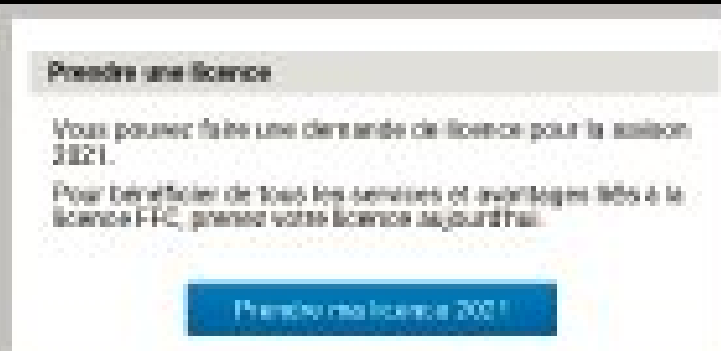 Prendre une licence
Vous pouvez faire une demande de licence pour la saison
2021.
Pour bénéficier de tous les services et avantages liés à la
licence FFC, prenez votre licence aujourd'hui.
Prendre ma licence 2021